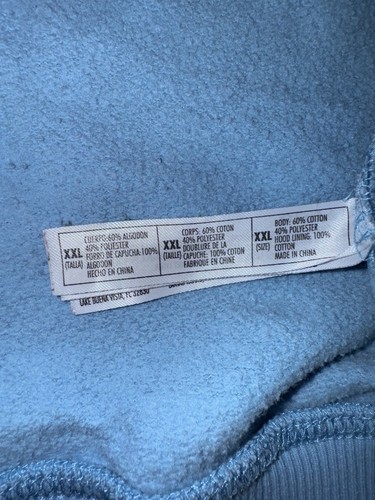 XXL
(TALLA)
CUERPO: 60% ALGODON
40% POLIESTER
FORRO DE CAPUCHA:100%
ALGODON
HECHO EN CHINA
XXL
(TAILLE)
CORPS: 60% COTON
40% POLYESTER
DOUBLURE DE LA
CAPUCHE: 100% COTON
FABRIQUE EN CHINE
XXL
(SIZE)
BODY: 60% COTTON
40% POLYESTER
HOOD LINING: 100%
COTTON
MADE IN CHINA
LAKE BUENA VISTA, FL 32830